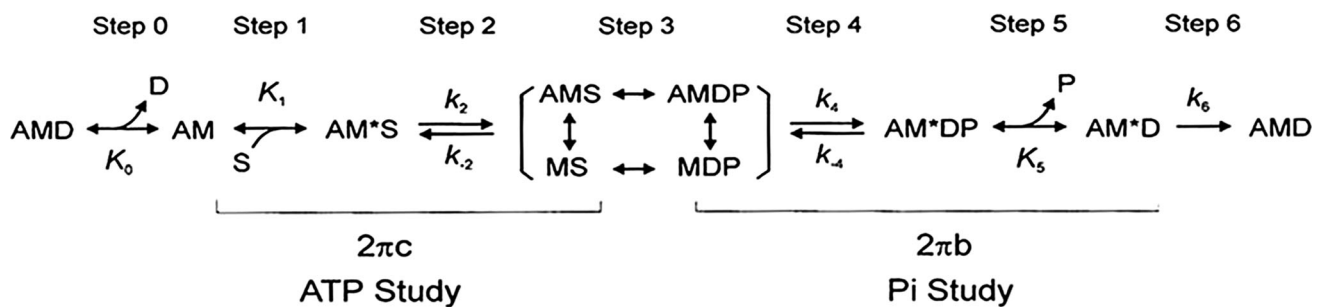 Step 0 Step 1 Step 2 Step 3 Step 4 Step 5 Step 6
D K₁ k₂ AMS ↔ AMDP k₄ P k₆
AMD ↔ AM ↔ AM*S ⇌ AM*DP ↔ AM*D → AMD
K₀ S k₋₂ MS ↔ MDP k₋₄ K₅
2πc 2πb
ATP Study Pi Study